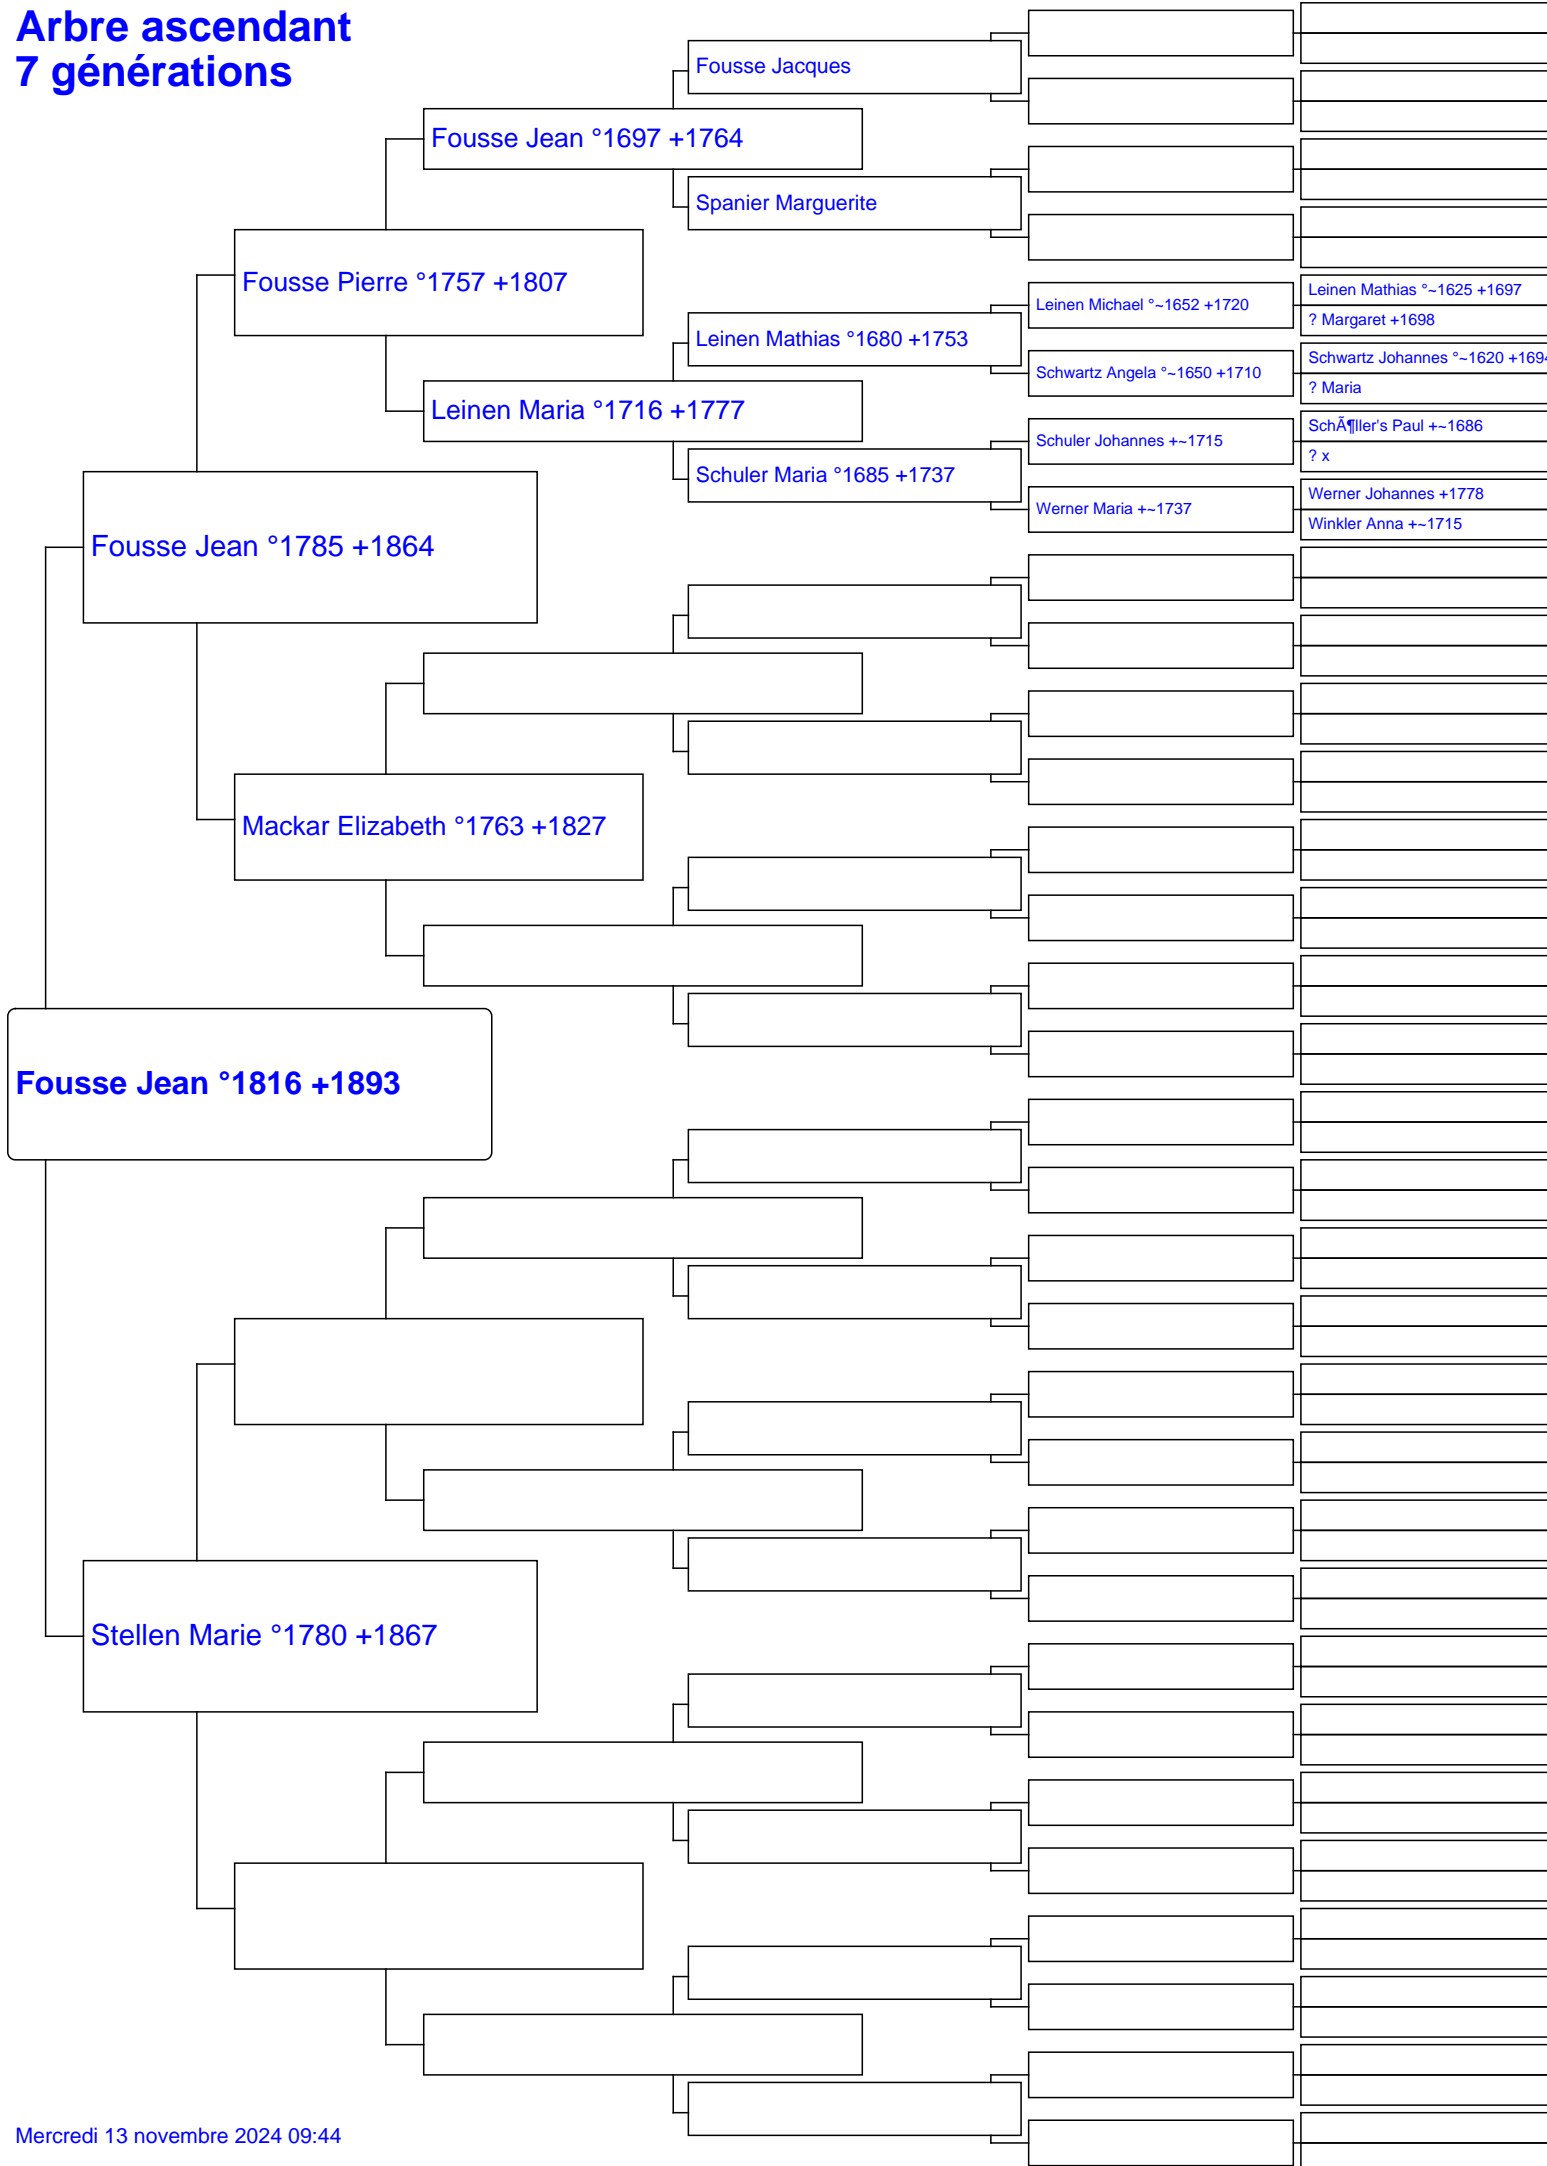 Arbre ascendant
7 générations
Fousse Jacques
Fousse Jean °1697 +1764
Spanier Marguerite
Fousse Pierre °1757 +1807
Leinen Michael °~1652 +1720
Leinen Mathias °~1625 +1697
? Margaret +1698
Leinen Mathias °1680 +1753
Schwartz Angela °~1650 +1710
Schwartz Johannes °~1620 +1694
? Maria
Leinen Maria °1716 +1777
Schuler Johannes +~1715
SchÃ¶ller's Paul +~1686
? x
Schuler Maria °1685 +1737
Werner Maria +~1737
Werner Johannes +1778
Winkler Anna +~1715
Fousse Jean °1785 +1864
Mackar Elizabeth °1763 +1827
Fousse Jean °1816 +1893
Stellen Marie °1780 +1867
Mercredi 13 novembre 2024 09:44